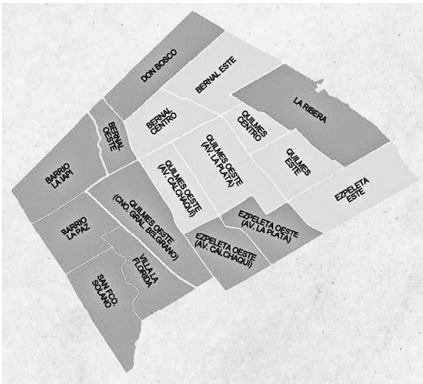 DON BOSCO
BERNAL ESTE
LA RIBERA
BERNAL
CENTRO
BERNAL
OESTE
QUILMES
CENTRO
BARRIO
LA IAPI
QUILMES OESTE
(AV. CALCHAQUÍ)
QUILMES OESTE
(AV. LA PLATA)
QUILMES
ESTE
EZPELETA
ESTE
BARRIO
LA PAZ
QUILMES OESTE
(CNO. GRAL. BELGRANO)
EZPELETA OESTE
(AV. LA PLATA)
EZPELETA OESTE
(AV. CALCHAQUÍ)
VILLA LA
FLORIDA
SAN FCO.
SOLANO